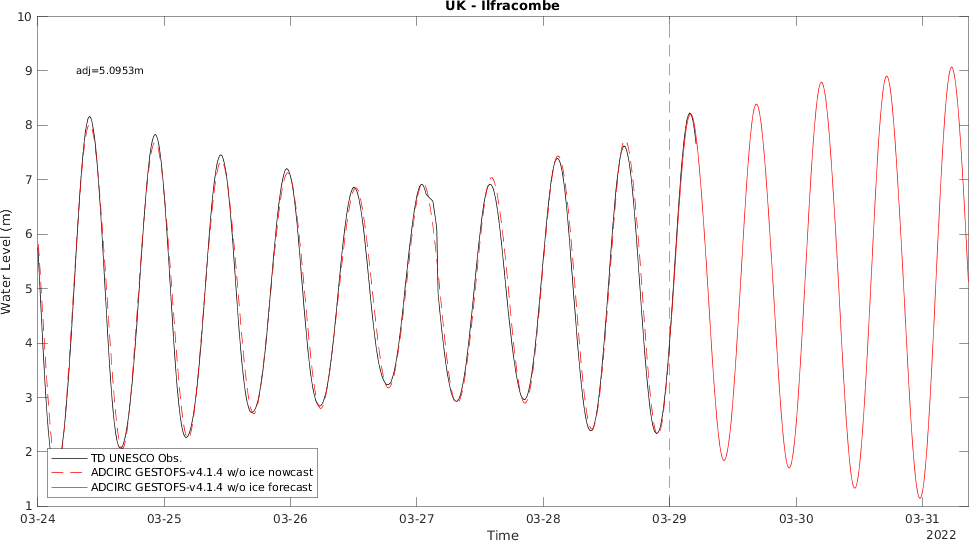 UK - Ilfracombe
10
9
8
7
6
5
4
3
2
1
Water Level (m)
adj=5.0953m
TD UNESCO Obs.
ADCIRC GESTOFS-v4.1.4 w/o ice nowcast
ADCIRC GESTOFS-v4.1.4 w/o ice forecast
03-24 03-25 03-26 03-27 03-28 03-29 03-30 03-31
Time
2022